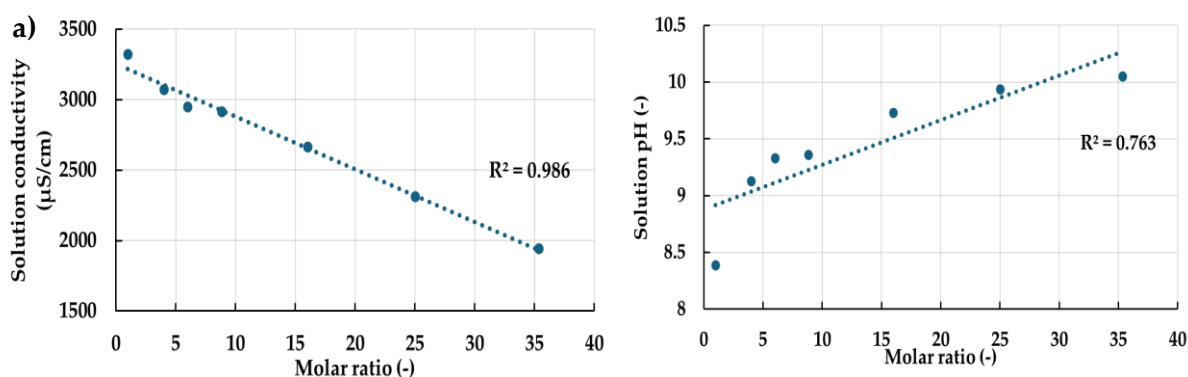 a)
3500
3000
2500
2000
1500
Solution conductivity
(µS/cm)
R² = 0.986
0 5 10 15 20 25 30 35 40
Molar ratio (-)
10.5
10
9.5
9
8.5
8
Solution pH (-)
R² = 0.763
0 5 10 15 20 25 30 35 40
Molar ratio (-)